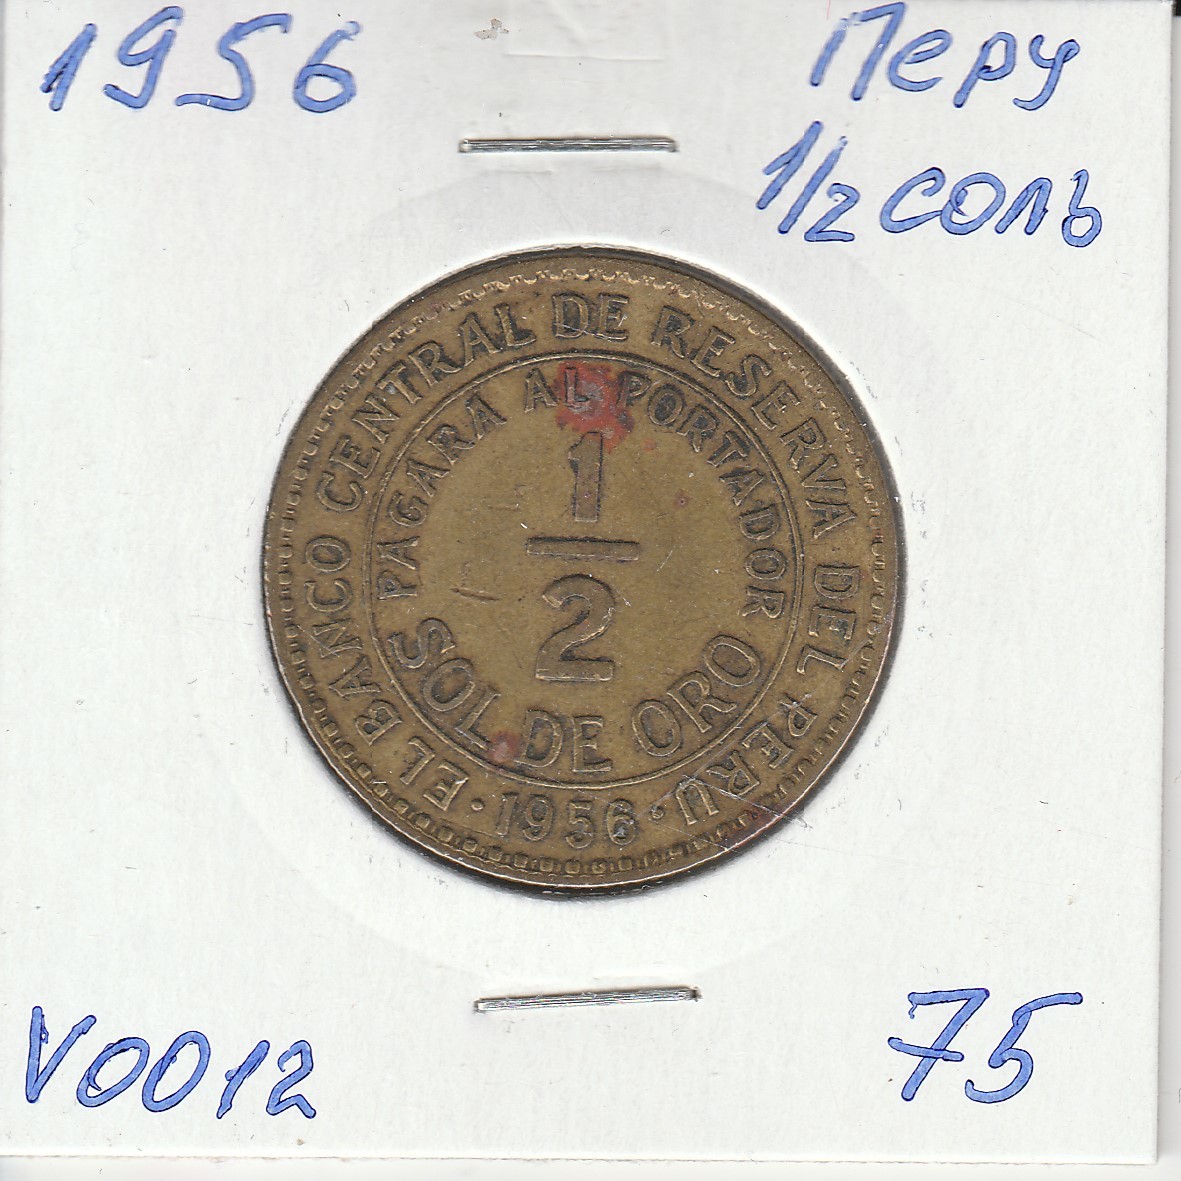 1956
Перу
1/2 соль
EL BANCO CENTRAL DE RESERVA DEL PERU
PAGARA AL PORTADOR
1
2
SOL DE ORO
· 1956 ·
V0012
75